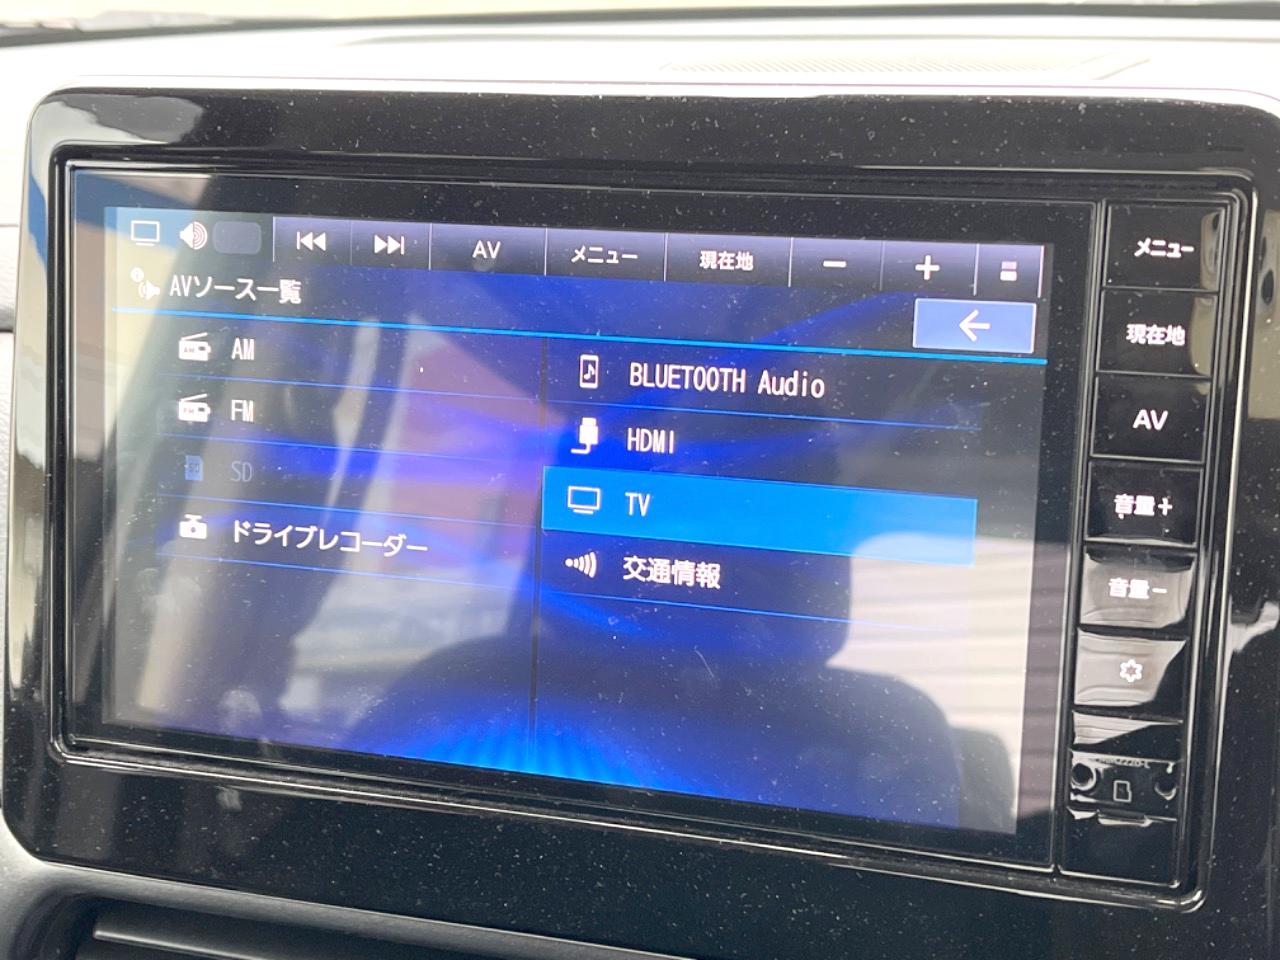 AV
メニュー
現在地
AVソース一覧
AM
FM
SD
ドライブレコーダー
BLUETOOTH Audio
HDMI
TV
交通情報
メニュー
現在地
AV
音量+
音量-